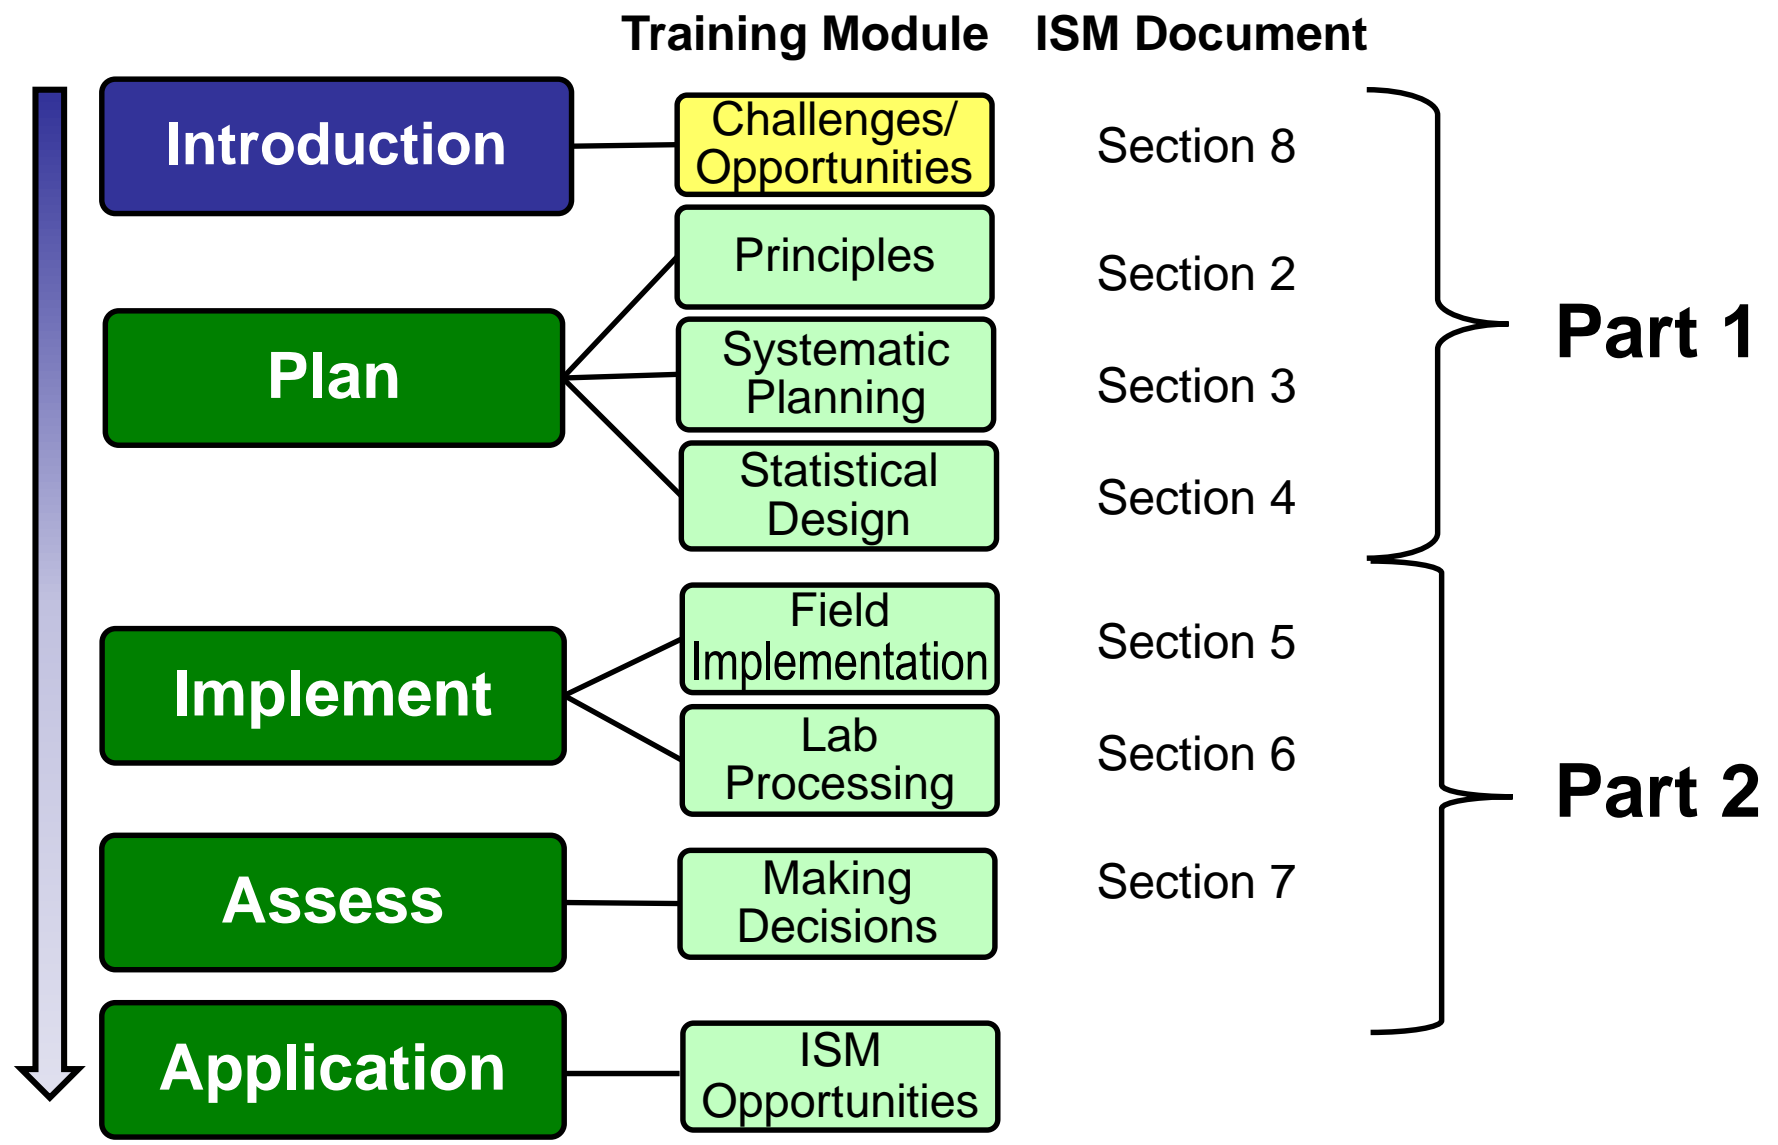 Training Module ISM Document
Introduction
Challenges/
Opportunities
Section 8
Plan
Principles
Section 2
Systematic
Planning
Section 3
Statistical
Design
Section 4
Part 1
Implement
Field
Implementation
Section 5
Lab
Processing
Section 6
Assess
Making
Decisions
Section 7
Part 2
Application
ISM
Opportunities